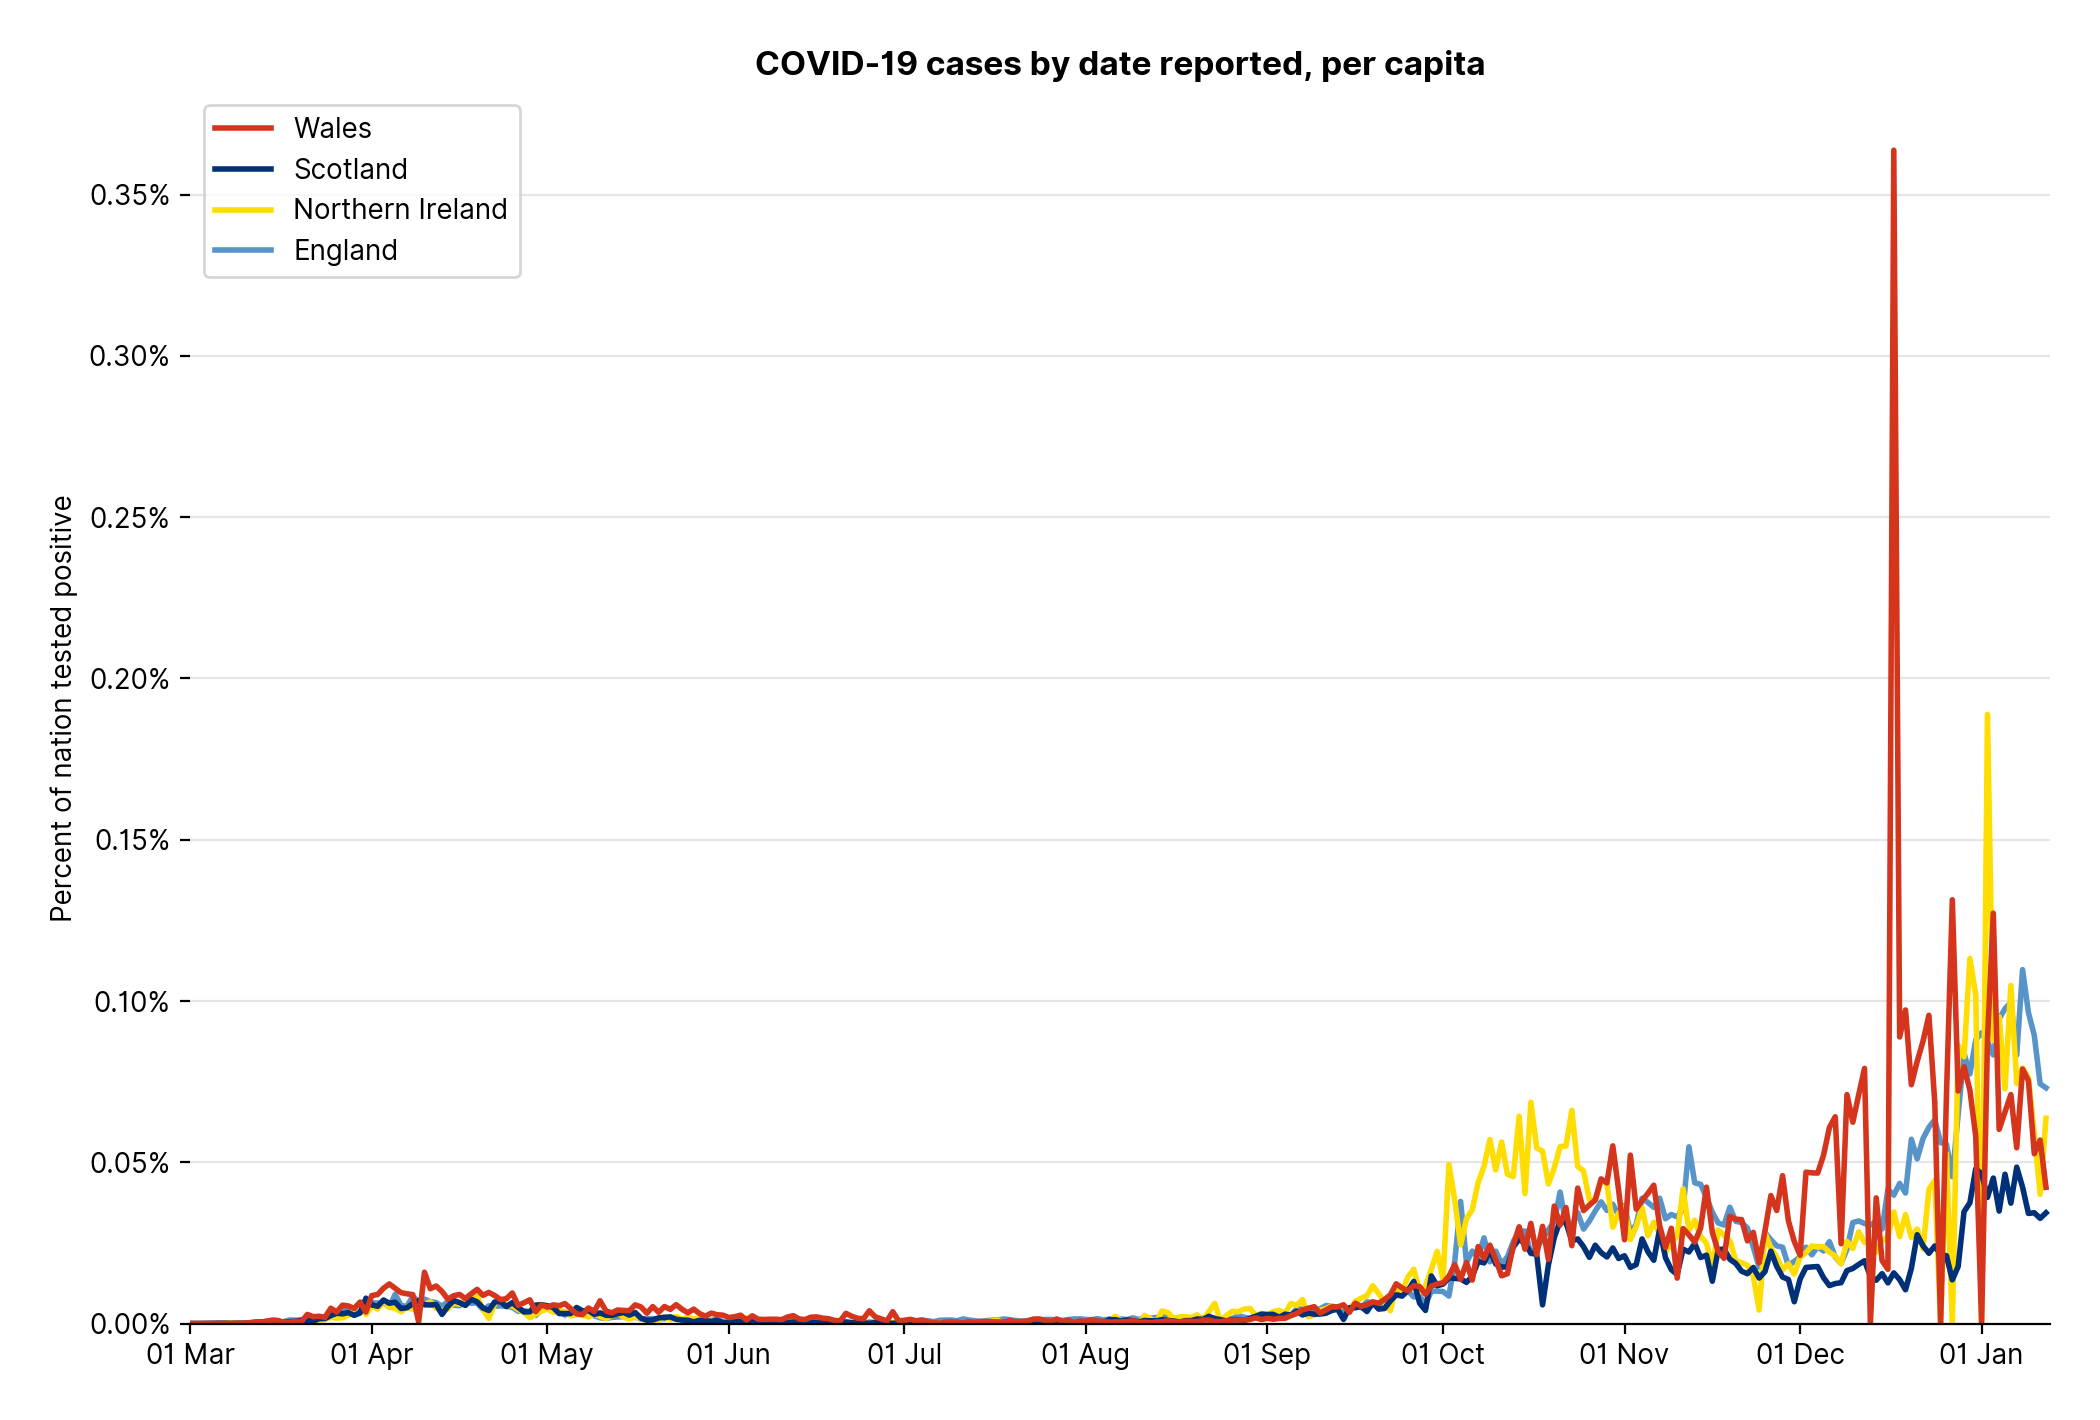 COVID-19 cases by date reported, per capita
Wales
Scotland
Northern Ireland
England
Percent of nation tested positive
0.35%
0.30%
0.25%
0.20%
0.15%
0.10%
0.05%
0.00%
01 Mar
01 Apr
01 May
01 Jun
01 Jul
01 Aug
01 Sep
01 Oct
01 Nov
01 Dec
01 Jan